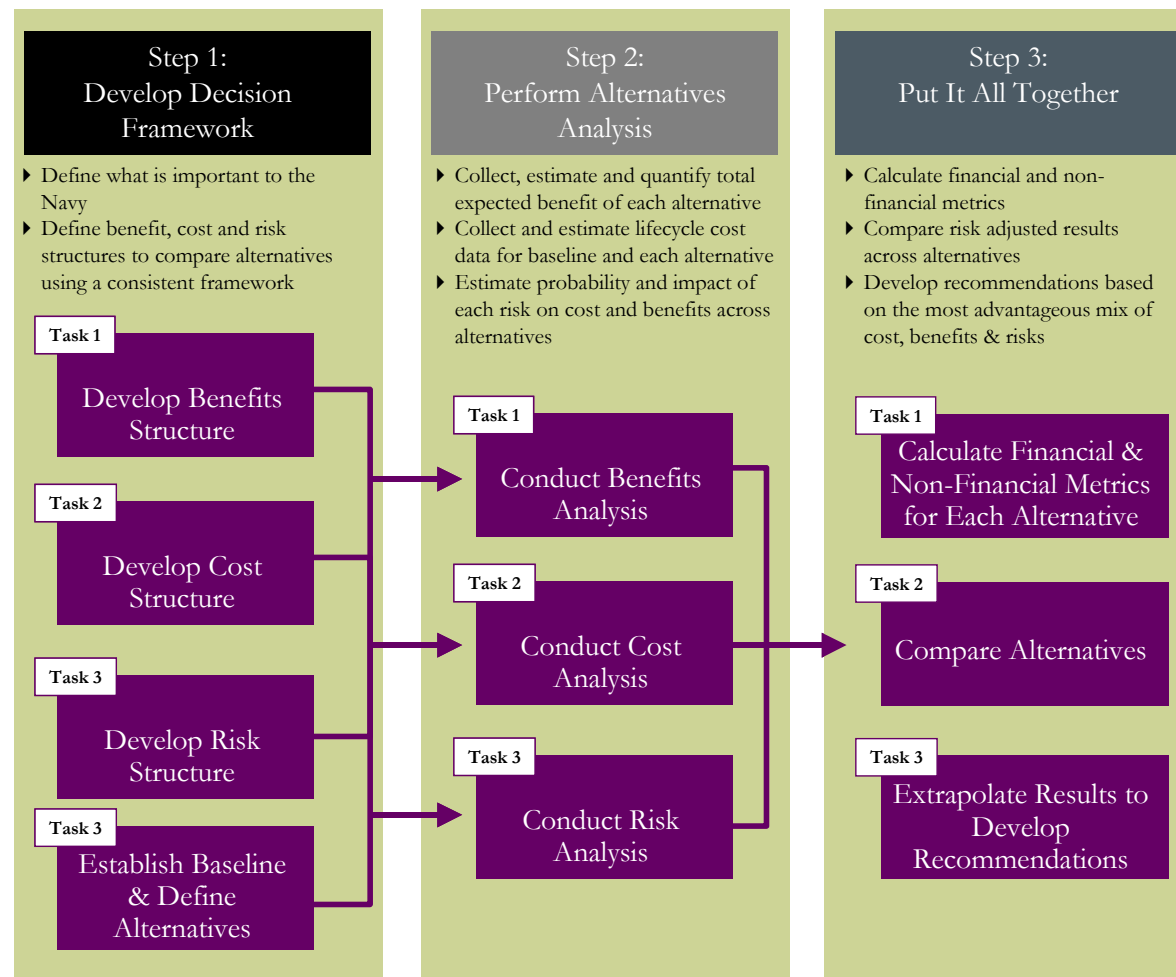 Step 1:
Develop Decision
Framework
▸ Define what is important to the
Navy
▸ Define benefit, cost and risk
structures to compare alternatives
using a consistent framework
Task 1
Develop Benefits
Structure
Task 2
Develop Cost
Structure
Task 3
Develop Risk
Structure
Task 3
Establish Baseline
& Define
Alternatives
Step 2:
Perform Alternatives
Analysis
▸ Collect, estimate and quantify total
expected benefit of each alternative
▸ Collect and estimate lifecycle cost
data for baseline and each alternative
▸ Estimate probability and impact of
each risk on cost and benefits across
alternatives
Task 1
Conduct Benefits
Analysis
Task 2
Conduct Cost
Analysis
Task 3
Conduct Risk
Analysis
Step 3:
Put It All Together
▸ Calculate financial and non-
financial metrics
▸ Compare risk adjusted results
across alternatives
▸ Develop recommendations based
on the most advantageous mix of
cost, benefits & risks
Task 1
Calculate Financial &
Non-Financial Metrics
for Each Alternative
Task 2
Compare Alternatives
Task 3
Extrapolate Results to
Develop
Recommendations